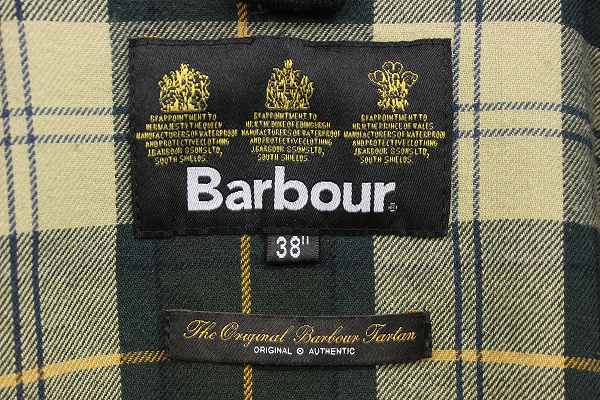 BY APPOINTMENT TO
HER MAJESTY THE QUEEN
MANUFACTURERS OF WATERPROOF
AND PROTECTIVE CLOTHING
J.BARBOUR & SONS LTD,
SOUTH SHIELDS.
BY APPOINTMENT TO
H.R.H. THE DUKE OF EDINBURGH
MANUFACTURERS OF WATERPROOF
AND PROTECTIVE CLOTHING
J.BARBOUR & SONS LTD,
SOUTH SHIELDS.
BY APPOINTMENT TO
H.R.H. THE PRINCE OF WALES
MANUFACTURERS OF WATERPROOF
AND PROTECTIVE CLOTHING
J.BARBOUR & SONS LTD,
SOUTH SHIELDS.
Barbour®
38"
The Original Barbour Tartan
ORIGINAL ⊗ AUTHENTIC